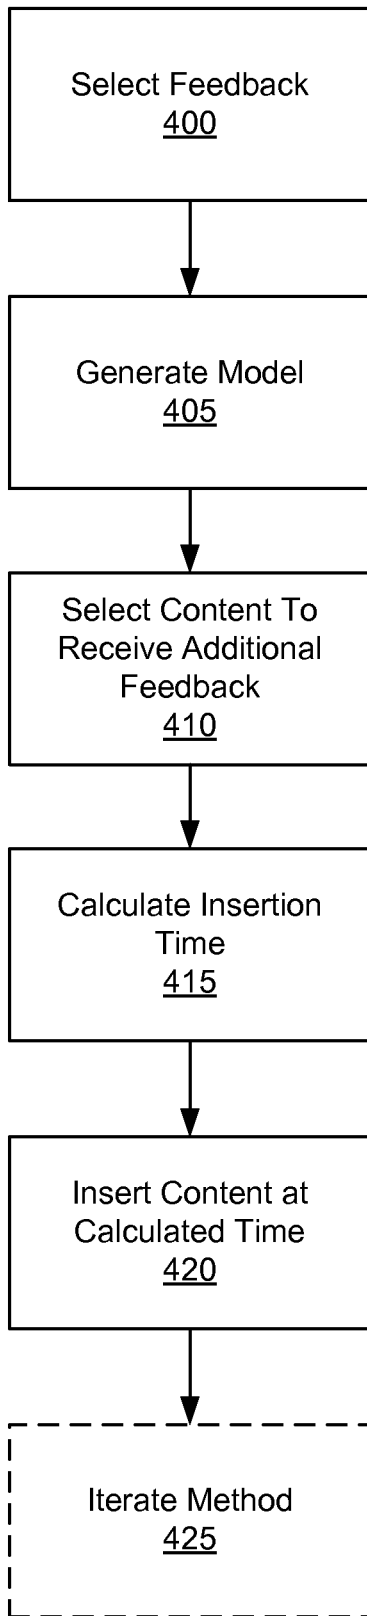 Select Feedback
400
Generate Model
405
Select Content To
Receive Additional
Feedback
410
Calculate Insertion
Time
415
Insert Content at
Calculated Time
420
Iterate Method
425